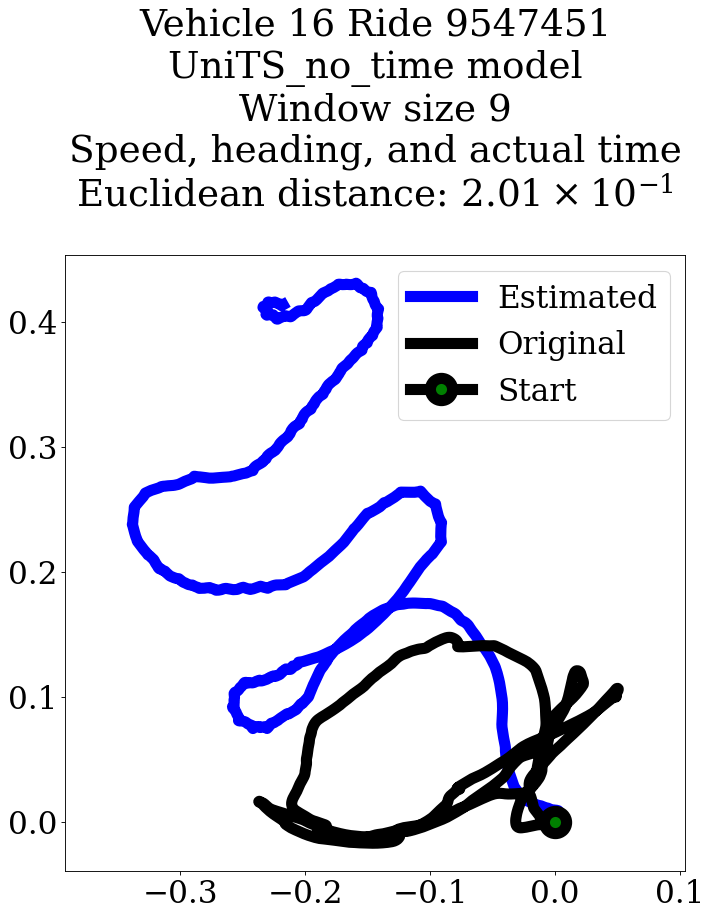 Vehicle 16 Ride 9547451
UniTS_no_time model
Window size 9
Speed, heading, and actual time
Euclidean distance: 2.01 × 10⁻¹
Estimated
Original
Start
0.4
0.3
0.2
0.1
0.0
−0.3 −0.2 −0.1 0.0 0.1